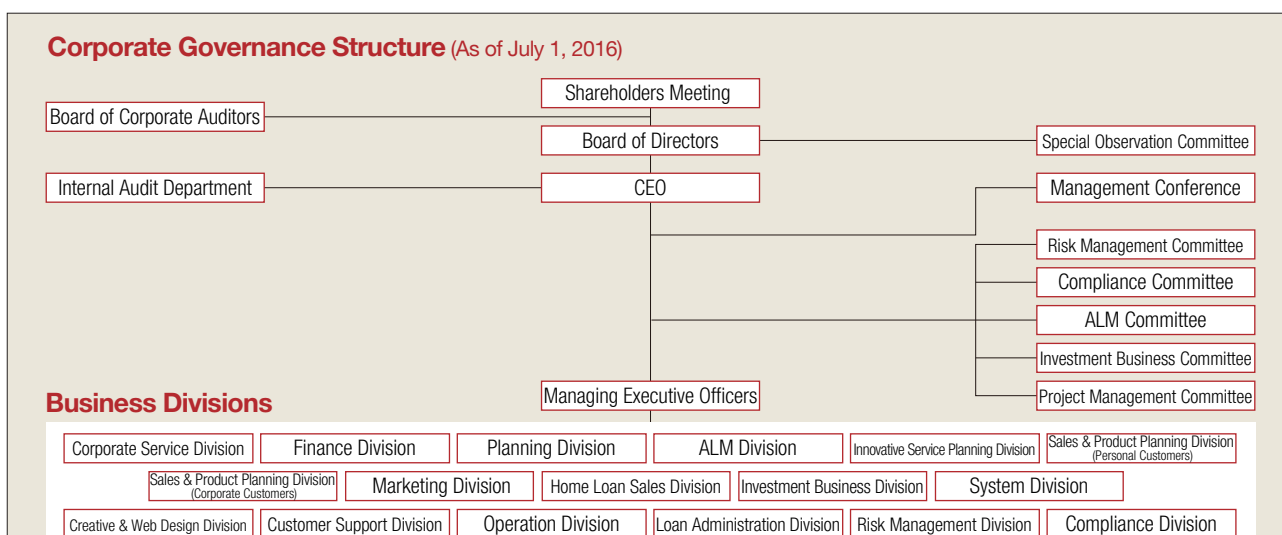 Corporate Governance Structure (As of July 1, 2016)
Shareholders Meeting
Board of Corporate Auditors
Board of Directors
Special Observation Committee
Internal Audit Department
CEO
Management Conference
Risk Management Committee
Compliance Committee
ALM Committee
Investment Business Committee
Managing Executive Officers
Project Management Committee
Business Divisions
Corporate Service Division
Finance Division
Planning Division
ALM Division
Innovative Service Planning Division
Sales & Product Planning Division
(Personal Customers)
Sales & Product Planning Division
(Corporate Customers)
Marketing Division
Home Loan Sales Division
Investment Business Division
System Division
Creative & Web Design Division
Customer Support Division
Operation Division
Loan Administration Division
Risk Management Division
Compliance Division